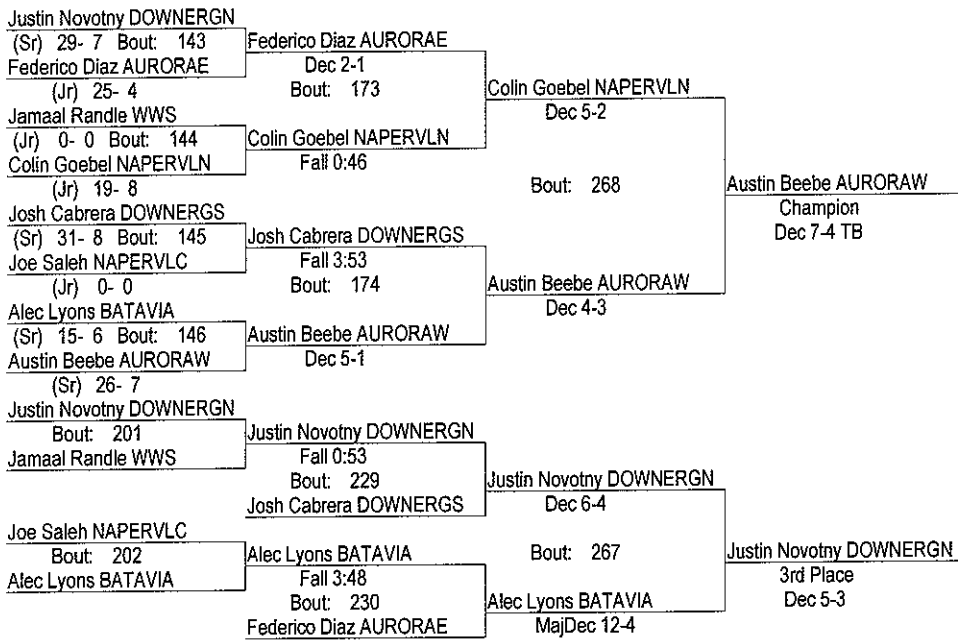 Justin Novotny DOWNERGN
(Sr) 29- 7 Bout: 143
Federico Diaz AURORAE
(Jr) 25- 4
Jamaal Randle WWS
(Jr) 0- 0 Bout: 144
Colin Goebel NAPERVLN
(Jr) 19- 8
Josh Cabrera DOWNERGS
(Sr) 31- 8 Bout: 145
Joe Saleh NAPERVLC
(Jr) 0- 0
Alec Lyons BATAVIA
(Sr) 15- 6 Bout: 146
Austin Beebe AURORAW
(Sr) 26- 7
Federico Diaz AURORAE
Dec 2-1
Bout: 173
Colin Goebel NAPERVLN
Fall 0:46
Josh Cabrera DOWNERGS
Fall 3:53
Bout: 174
Austin Beebe AURORAW
Dec 5-1
Colin Goebel NAPERVLN
Dec 5-2
Bout: 268
Austin Beebe AURORAW
Dec 4-3
Austin Beebe AURORAW
Champion
Dec 7-4 TB
Justin Novotny DOWNERGN
Bout: 201
Jamaal Randle WWS
Joe Saleh NAPERVLC
Bout: 202
Alec Lyons BATAVIA
Justin Novotny DOWNERGN
Fall 0:53
Bout: 229
Josh Cabrera DOWNERGS
Alec Lyons BATAVIA
Fall 3:48
Bout: 230
Federico Diaz AURORAE
Justin Novotny DOWNERGN
Dec 6-4
Bout: 267
Alec Lyons BATAVIA
MajDec 12-4
Justin Novotny DOWNERGN
3rd Place
Dec 5-3